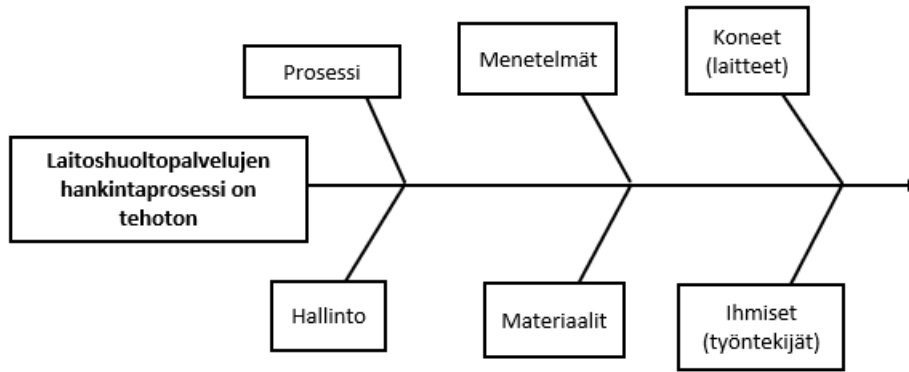 Prosessi
Menetelmät
Koneet
(laitteet)
Laitoshuoltopalvelujen
hankintaprosessi on
tehoton
Hallinto
Materiaalit
Ihmiset
(työntekijät)